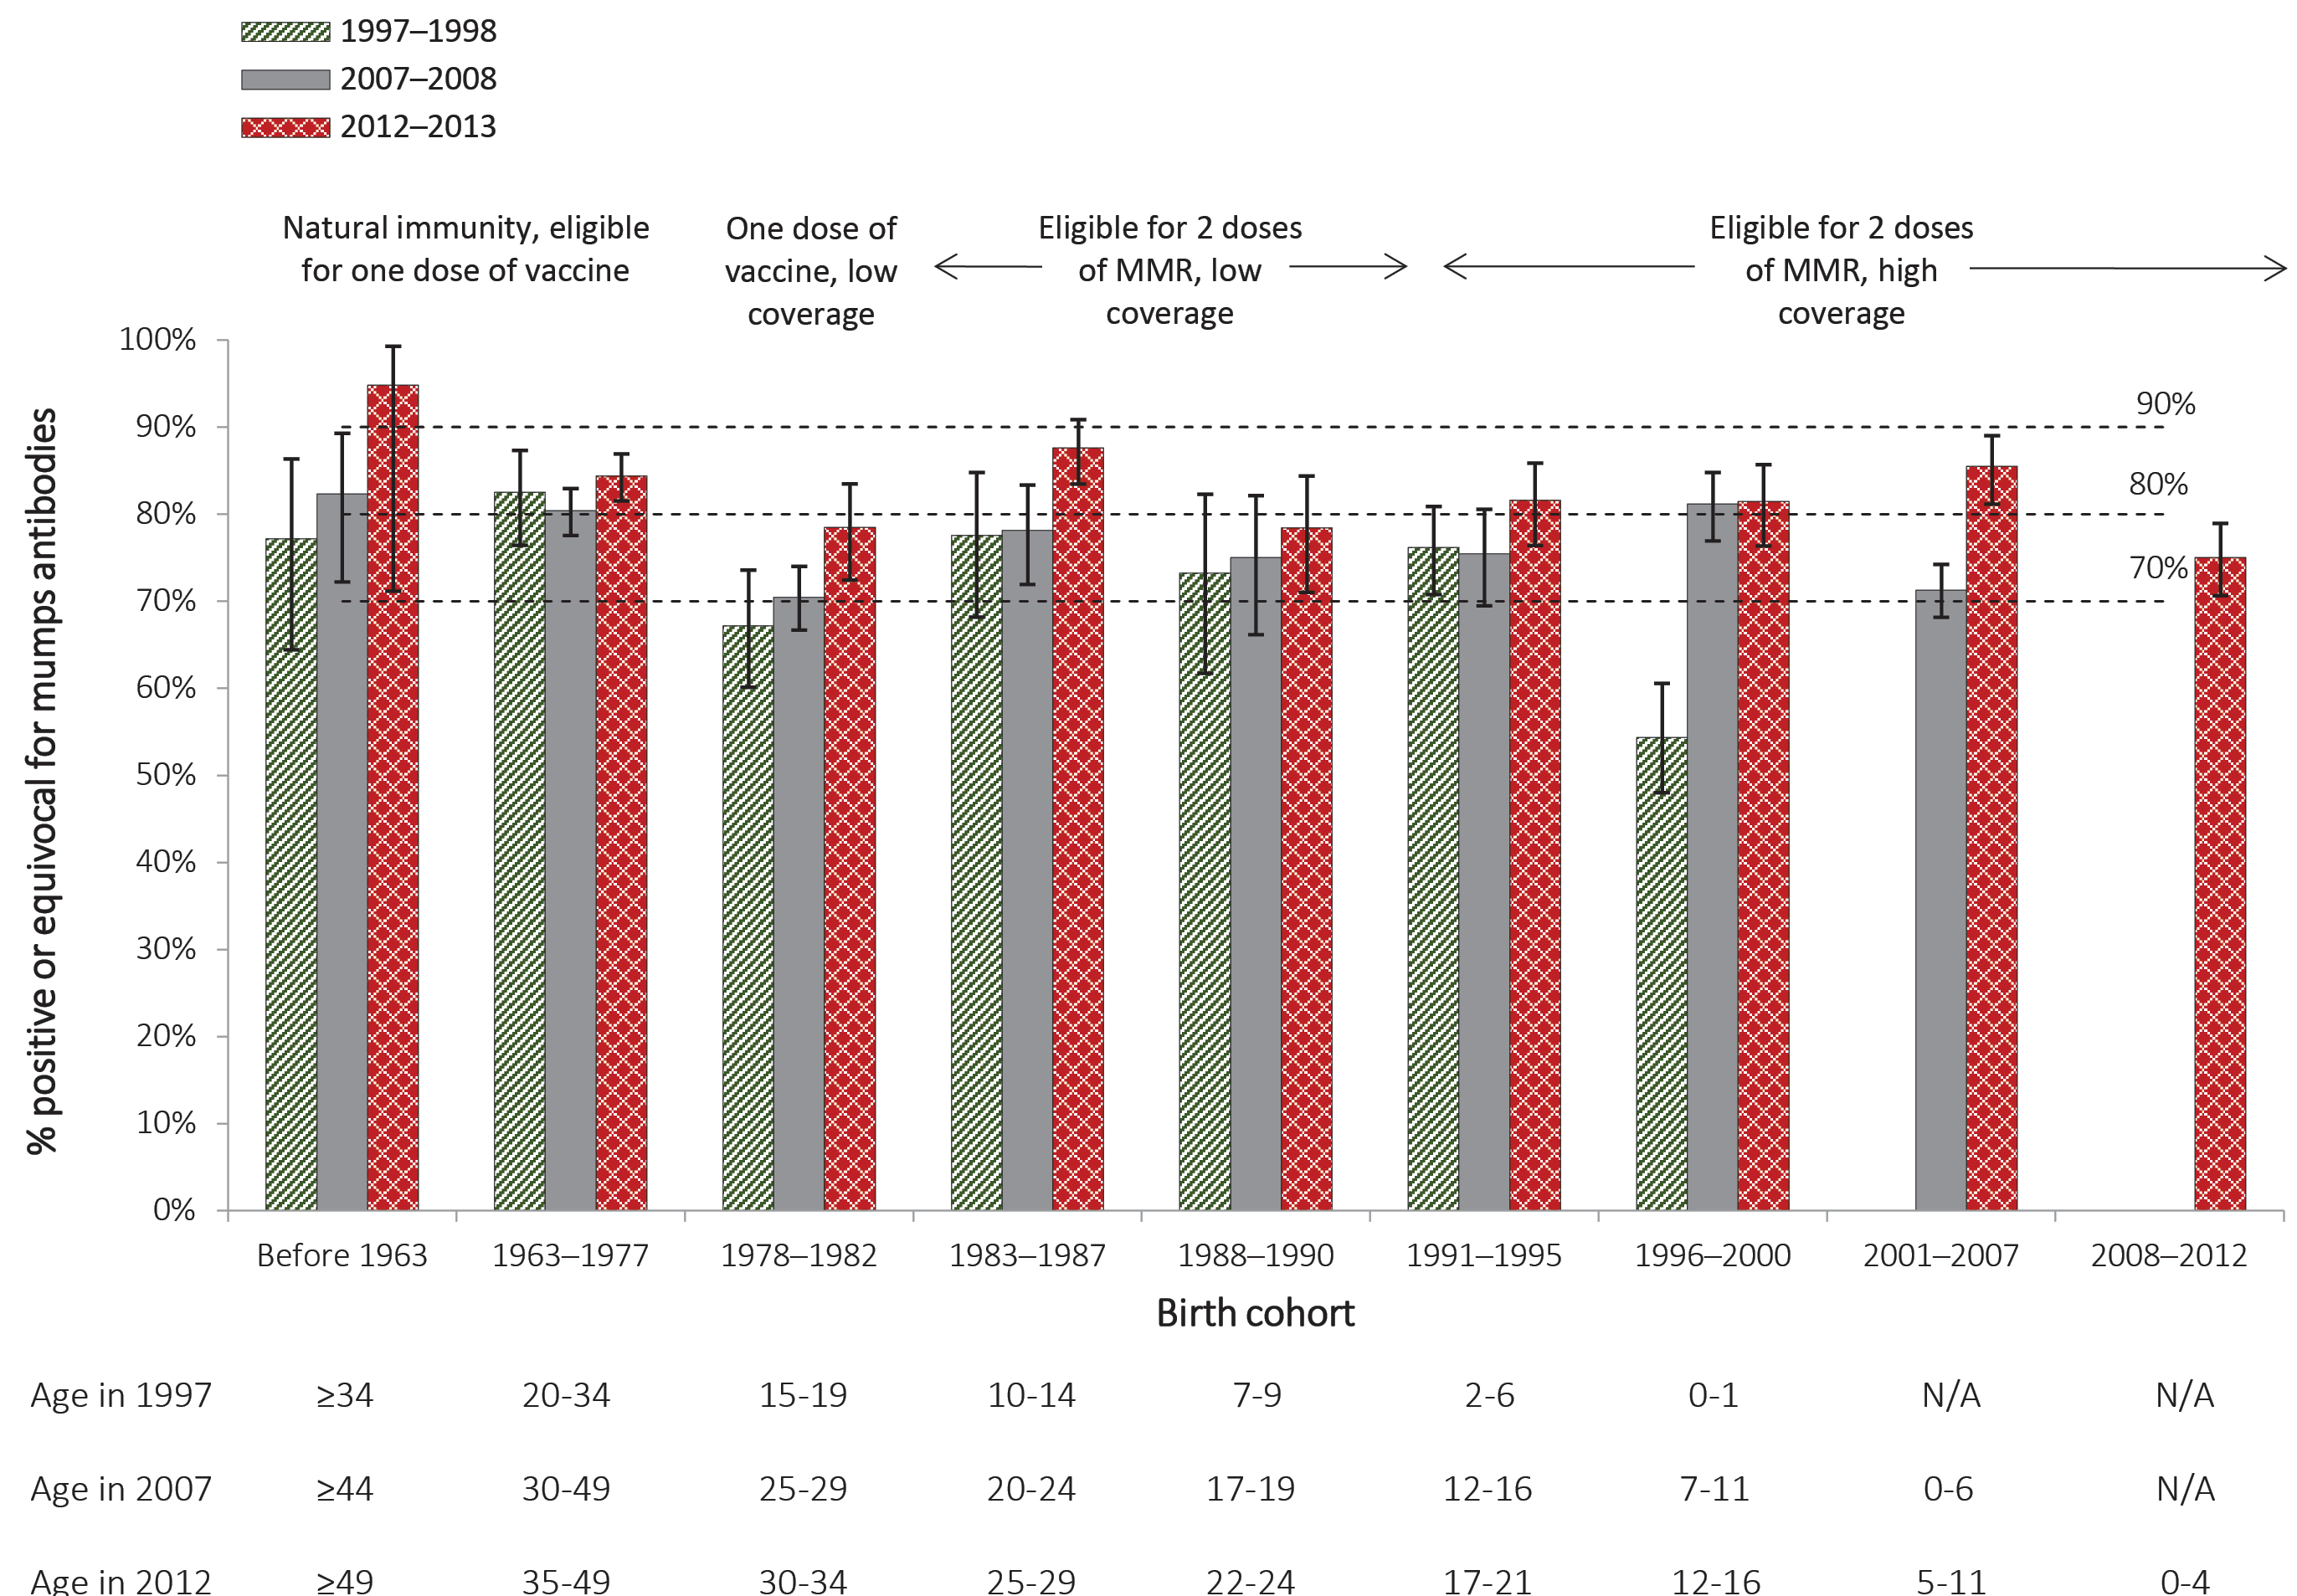 1997–1998
2007–2008
2012–2013
Natural immunity, eligible
for one dose of vaccine
One dose of
vaccine, low
coverage
Eligible for 2 doses
of MMR, low
coverage
Eligible for 2 doses
of MMR, high
coverage
% positive or equivocal for mumps antibodies
100%
90%
80%
70%
60%
50%
40%
30%
20%
10%
0%
90%
80%
70%
Before 1963 1963–1977 1978–1982 1983–1987 1988–1990 1991–1995 1996–2000 2001–2007 2008–2012
Birth cohort
Age in 1997 ≥34 20-34 15-19 10-14 7-9 2-6 0-1 N/A N/A
Age in 2007 ≥44 30-49 25-29 20-24 17-19 12-16 7-11 0-6 N/A
Age in 2012 ≥49 35-49 30-34 25-29 22-24 17-21 12-16 5-11 0-4